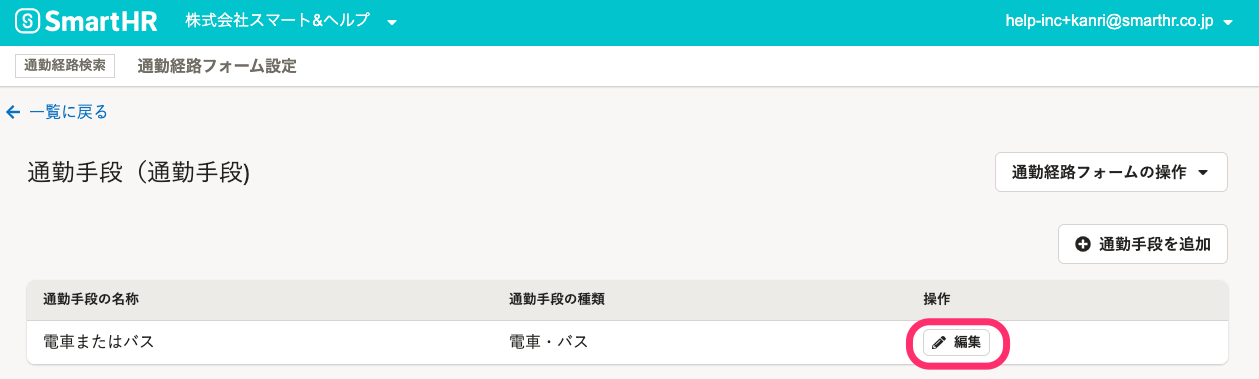 SmartHR 株式会社スマート&ヘルプ help-inc+kanri@smarthr.co.jp
通勤経路検索 通勤経路フォーム設定
一覧に戻る
通勤手段（通勤手段) 通勤経路フォームの操作
通勤手段を追加
通勤手段の名称 通勤手段の種類 操作
電車またはバス 電車・バス 編集